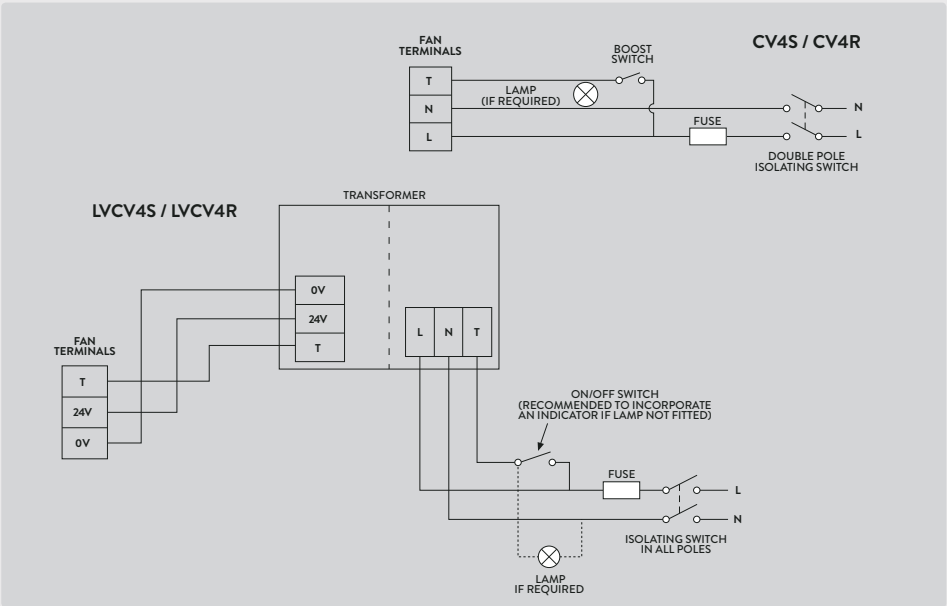 CV4S / CV4R
FAN
TERMINALS
BOOST
SWITCH
T
LAMP
(IF REQUIRED)
N
N
FUSE
L
L
DOUBLE POLE
ISOLATING SWITCH
LVCV4S / LVCV4R
TRANSFORMER
0V
24V
T
L N T
FAN
TERMINALS
T
24V
0V
ON/OFF SWITCH
(RECOMMENDED TO INCORPORATE
AN INDICATOR IF LAMP NOT FITTED)
FUSE
L
N
ISOLATING SWITCH
IN ALL POLES
LAMP
IF REQUIRED